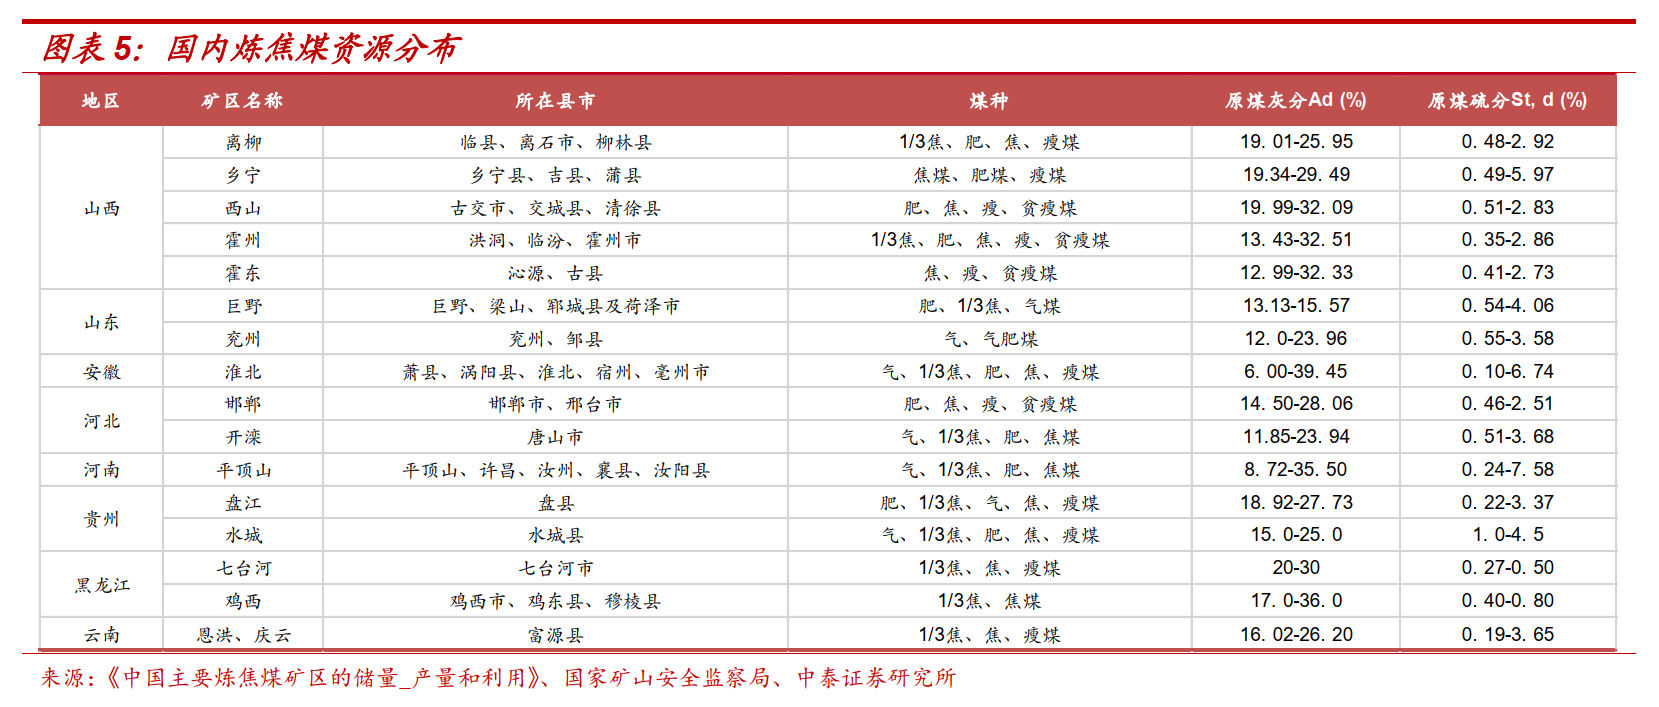 图表 5：国内炼焦煤资源分布
地区 矿区名称 所在县市 煤种 原煤灰分Ad (%) 原煤硫分St, d (%)
山西 离柳 临县、离石市、柳林县 1/3焦、肥、焦、瘦煤 19. 01-25. 95 0. 48-2. 92
乡宁 乡宁县、吉县、蒲县 焦煤、肥煤、瘦煤 19.34-29. 49 0. 49-5. 97
西山 古交市、交城县、清徐县 肥、焦、瘦、贫瘦煤 19. 99-32. 09 0. 51-2. 83
霍州 洪洞、临汾、霍州市 1/3焦、肥、焦、瘦、贫瘦煤 13. 43-32. 51 0. 35-2. 86
霍东 沁源、古县 焦、瘦、贫瘦煤 12. 99-32. 33 0. 41-2. 73
山东 巨野 巨野、梁山、郓城县及荷泽市 肥、1/3焦、气煤 13.13-15. 57 0. 54-4. 06
兖州 兖州、邹县 气、气肥煤 12. 0-23. 96 0. 55-3. 58
安徽 淮北 萧县、涡阳县、淮北、宿州、亳州市 气、1/3焦、肥、焦、瘦煤 6. 00-39. 45 0. 10-6. 74
河北 邯郸 邯郸市、邢台市 肥、焦、瘦、贫瘦煤 14. 50-28. 06 0. 46-2. 51
开滦 唐山市 气、1/3焦、肥、焦煤 11.85-23. 94 0. 51-3. 68
河南 平顶山 平顶山、许昌、汝州、襄县、汝阳县 气、1/3焦、肥、焦煤 8. 72-35. 50 0. 24-7. 58
贵州 盘江 盘县 肥、1/3焦、气、焦、瘦煤 18. 92-27. 73 0. 22-3. 37
水城 水城县 气、1/3焦、肥、焦、瘦煤 15. 0-25. 0 1. 0-4. 5
黑龙江 七台河 七台河市 1/3焦、焦、瘦煤 20-30 0. 27-0. 50
鸡西 鸡西市、鸡东县、穆棱县 1/3焦、焦煤 17. 0-36. 0 0. 40-0. 80
云南 恩洪、庆云 富源县 1/3焦、焦、瘦煤 16. 02-26. 20 0. 19-3. 65
来源：《中国主要炼焦煤矿区的储量_产量和利用》、国家矿山安全监察局、中泰证券研究所